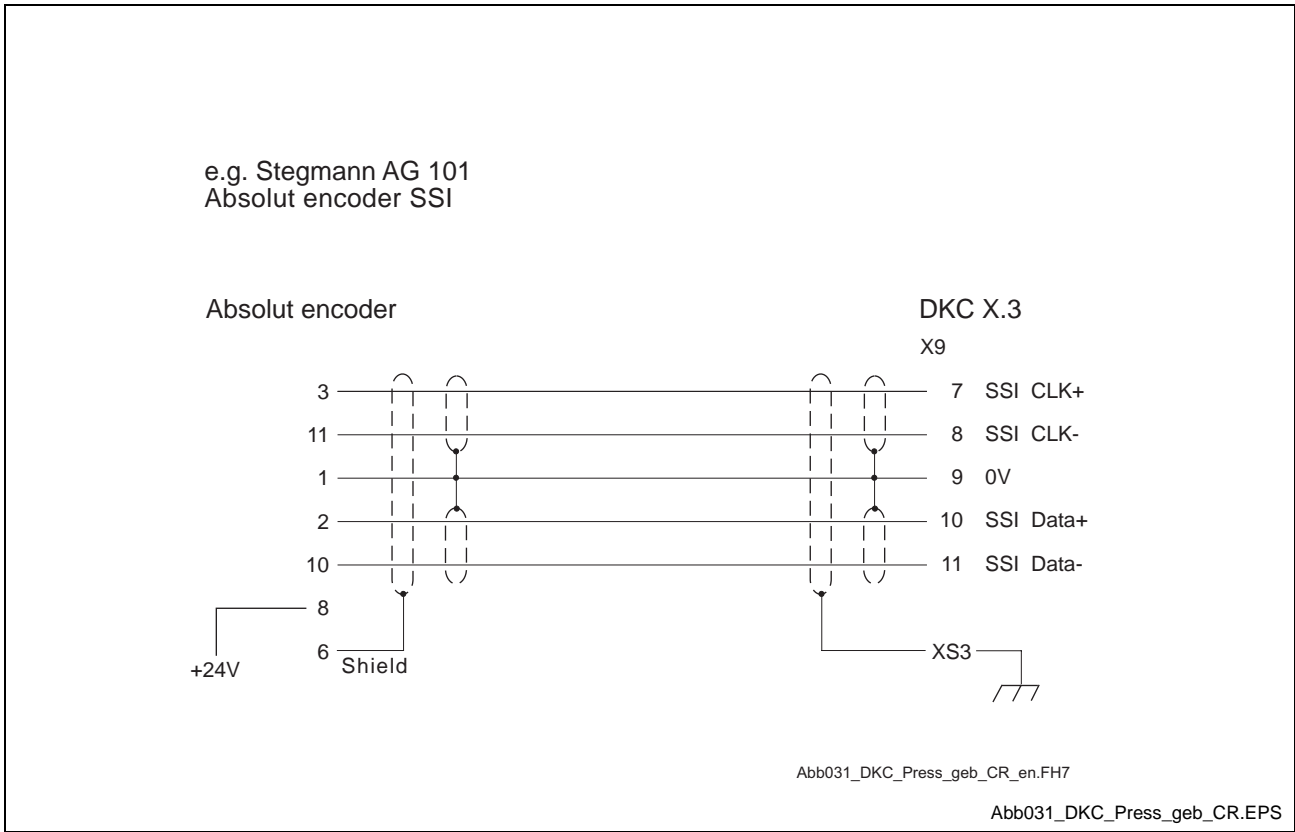 e.g. Stegmann AG 101
Absolut encoder SSI
Absolut encoder
DKC X.3
X9
3 7 SSI CLK+
11 8 SSI CLK-
1 9 0V
2 10 SSI Data+
10 11 SSI Data-
8
+24V
6 Shield XS3
Abb031_DKC_Press_geb_CR_en.FH7
Abb031_DKC_Press_geb_CR.EPS